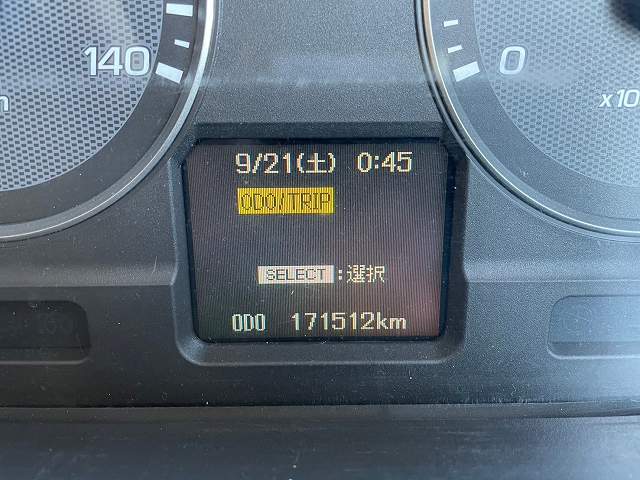 140
0
x10
9/21(土) 0:45
ODO/TRIP
SELECT :選択
ODO 171512km